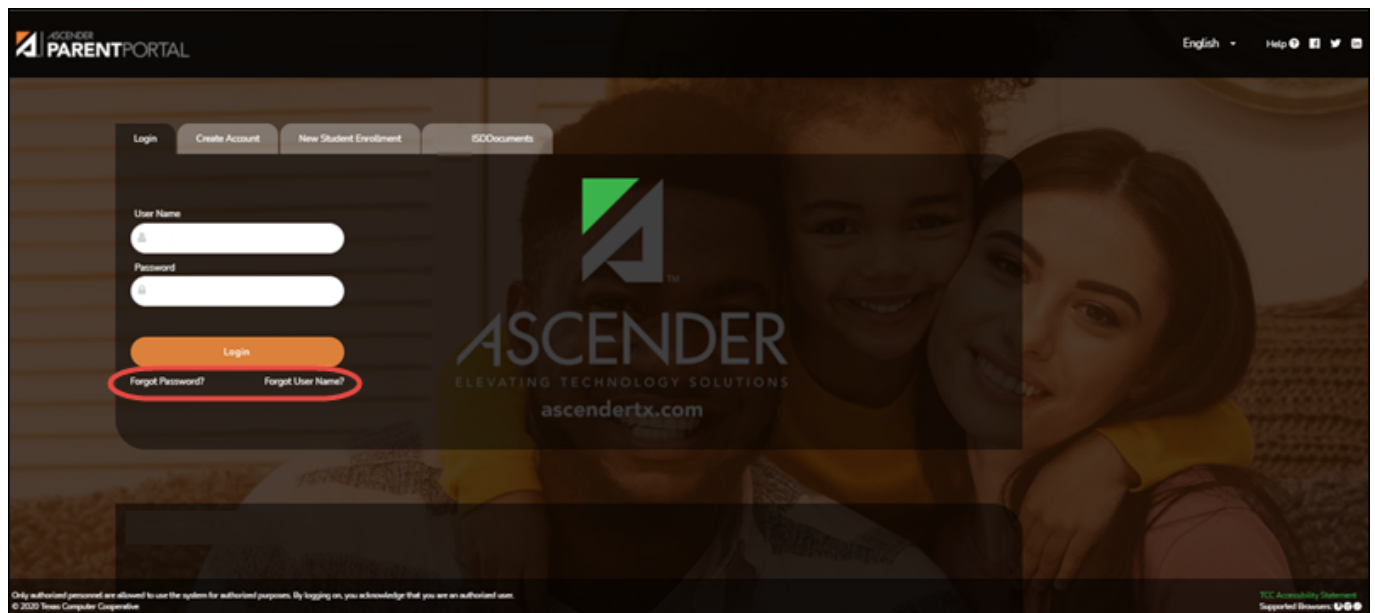 ASCENDER
PARENTPORTAL
English
Help
Login
Create Account
New Student Enrollment
ISDDocuments
User Name
Password
Login
Forgot Password?
Forgot User Name?
TM
ASCENDER
ELEVATING TECHNOLOGY SOLUTIONS
ascendertx.com
Only authorized personnel are allowed to use the system for authorized purposes. By logging on, you acknowledge that you are an authorized user.
© 2020 Texas Computer Cooperative
TCC Accessibility Statement
Supported Browsers: